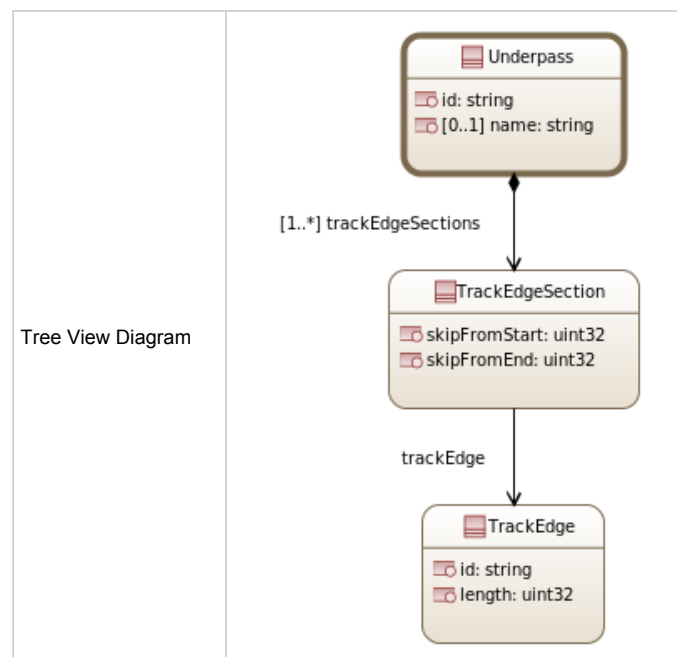 Underpass
id: string
[0..1] name: string
[1..*] trackEdgeSections
TrackEdgeSection
Tree View Diagram
skipFromStart: uint32
skipFromEnd: uint32
trackEdge
TrackEdge
id: string
length: uint32